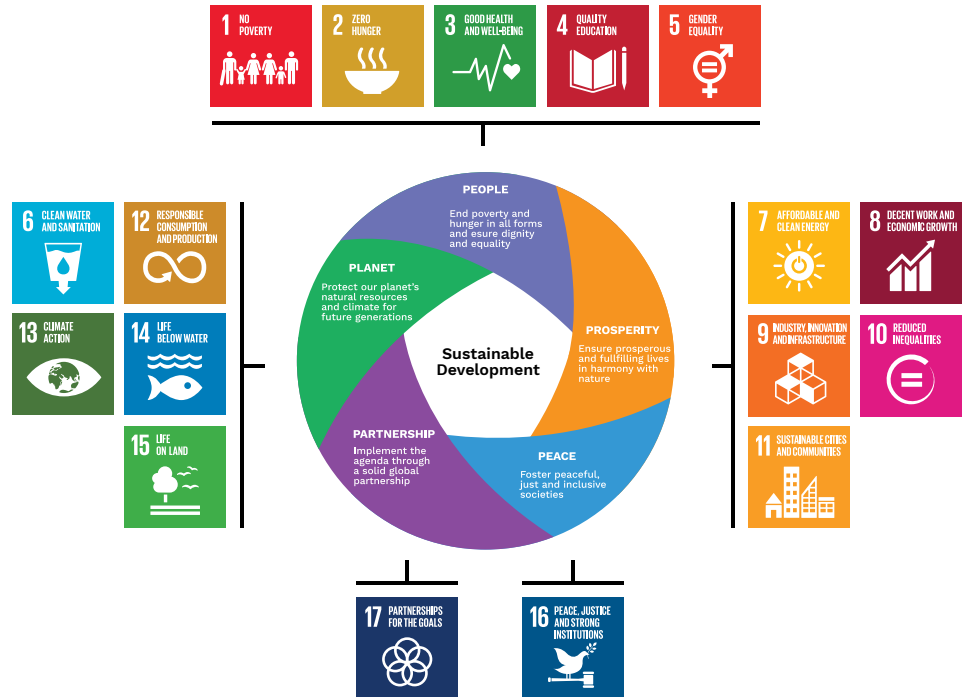 1 NO
POVERTY
2 ZERO
HUNGER
3 GOOD HEALTH
AND WELL-BEING
4 QUALITY
EDUCATION
5 GENDER
EQUALITY
6 CLEAN WATER
AND SANITATION
12 RESPONSIBLE
CONSUMPTION
AND PRODUCTION
13 CLIMATE
ACTION
14 LIFE
BELOW WATER
15 LIFE
ON LAND
PEOPLE
End poverty and
hunger in all forms
and esure dignity
and equality
PLANET
Protect our planet's
natural resources
and climate for
future generations
Sustainable
Development
PROSPERITY
Ensure prosperous
and fullfilling lives
in harmony with
nature
PARTNERSHIP
Implement the
agenda through
a solid global
partnership
PEACE
Foster peaceful,
just and inclusive
societies
7 AFFORDABLE AND
CLEAN ENERGY
8 DECENT WORK AND
ECONOMIC GROWTH
9 INDUSTRY, INNOVATION
AND INFRASTRUCTURE
10 REDUCED
INEQUALITIES
11 SUSTAINABLE CITIES
AND COMMUNITIES
17 PARTNERSHIPS
FOR THE GOALS
16 PEACE, JUSTICE
AND STRONG
INSTITUTIONS